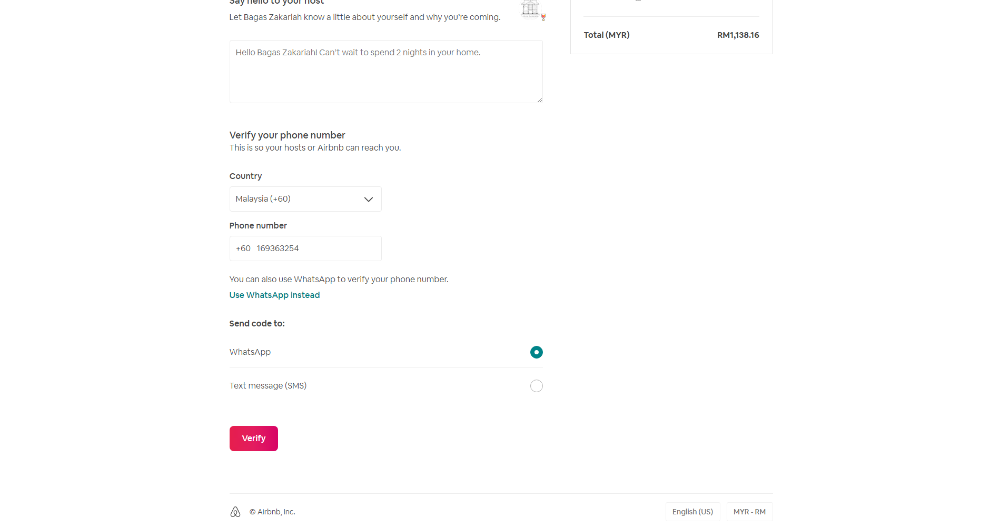 Say hello to your host
Let Bagas Zakariah know a little about yourself and why you’re coming.
Hello Bagas Zakariah! Can’t wait to spend 2 nights in your home.
Total (MYR) RM1,138.16
Verify your phone number
This is so your hosts or Airbnb can reach you.
Country
Malaysia (+60)
Phone number
+60 169363254
You can also use WhatsApp to verify your phone number.
Use WhatsApp instead
Send code to:
WhatsApp
Text message (SMS)
Verify
© Airbnb, Inc.
English (US)
MYR - RM